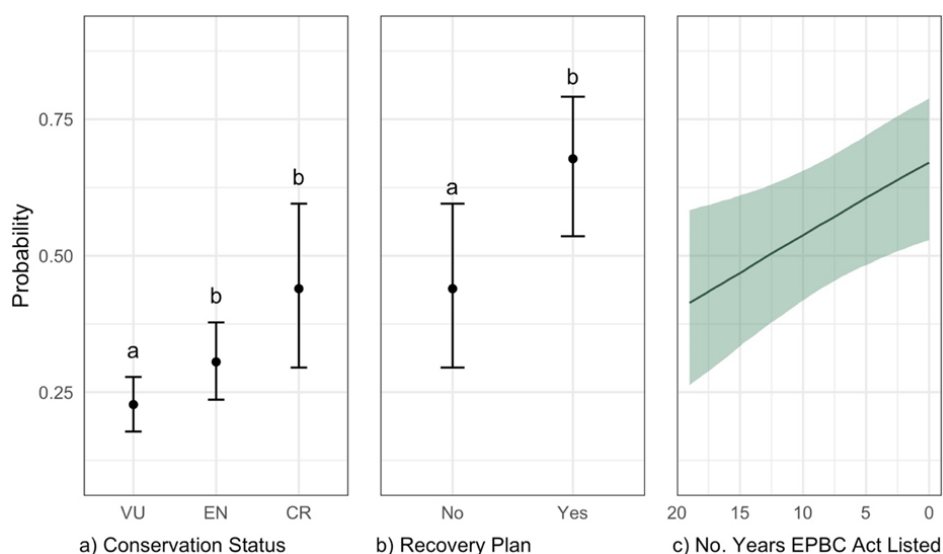 Probability
0.75
0.50
0.25
a
b
b
VU EN CR
a) Conservation Status
a
b
No Yes
b) Recovery Plan
20 15 10 5 0
c) No. Years EPBC Act Listed